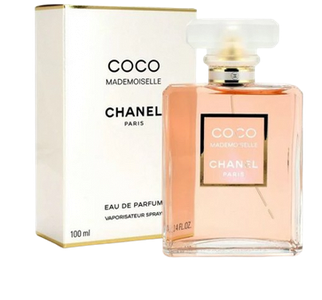 COCO
MADEMOISELLE
CHANEL
PARIS
EAU DE PARFUM
VAPORISATEUR SPRAY
100 ml
COCO
MADEMOISELLE
CHANEL
PARIS